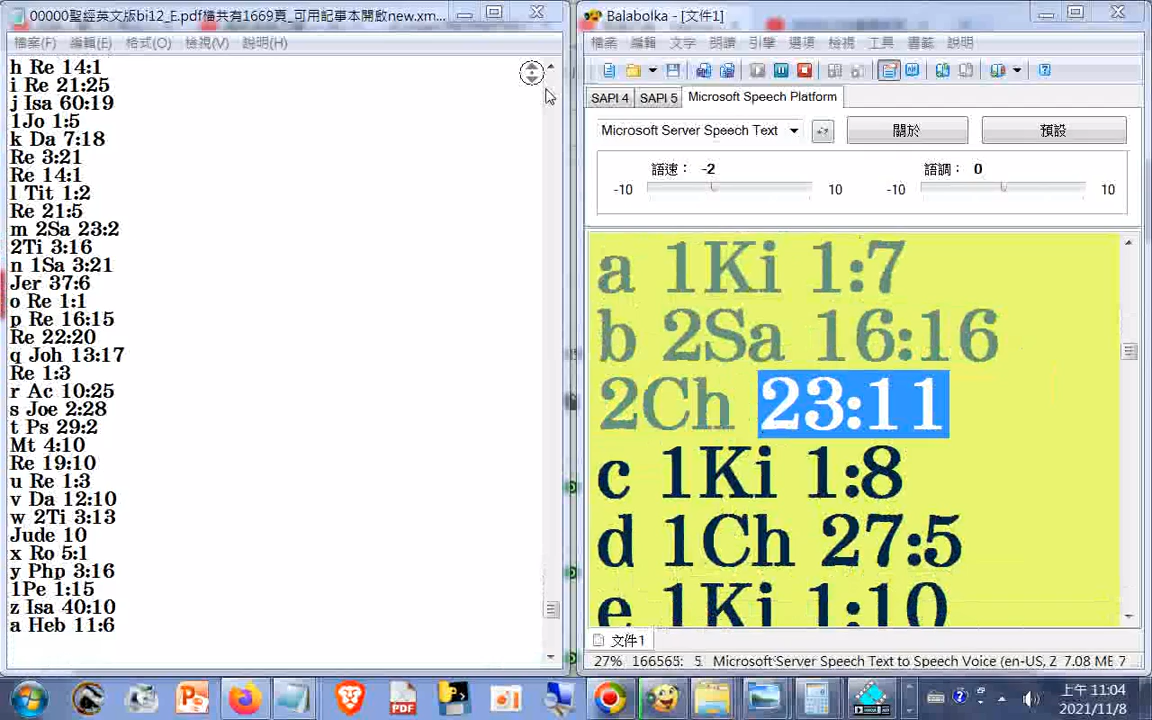 00000聖經英文版bi12_E.pdf檔共有1669頁_可用記事本開啟new.xm...
檔案(F) 編輯(E) 格式(O) 檢視(V) 說明(H)
h Re 14:1
i Re 21:25
j Isa 60:19
1Jo 1:5
k Da 7:18
Re 3:21
Re 14:1
l Tit 1:2
Re 21:5
m 2Sa 23:2
2Ti 3:16
n 1Sa 3:21
Jer 37:6
o Re 1:1
p Re 16:15
Re 22:20
q Joh 13:17
Re 1:3
r Ac 10:25
s Joe 2:28
t Ps 29:2
Mt 4:10
Re 19:10
u Re 1:3
v Da 12:10
w 2Ti 3:13
Jude 10
x Ro 5:1
y Php 3:16
1Pe 1:15
z Isa 40:10
a Heb 11:6
Balabolka - [文件1]
檔案 編輯 文字 朗讀 引擎 選項 檢視 工具 書籤 說明
SAPI 4 SAPI 5 Microsoft Speech Platform
Microsoft Server Speech Text 關於 預設
語速： -2 語調： 0
-10 10 -10 10
a 1Ki 1:7
b 2Sa 16:16
2Ch 23:11
c 1Ki 1:8
d 1Ch 27:5
e 1Ki 1:10
文件1
27% 166565: 5 Microsoft Server Speech Text to Speech Voice (en-US, 2 7.08 MB 7
PDF
上午 11:04
2021/11/8